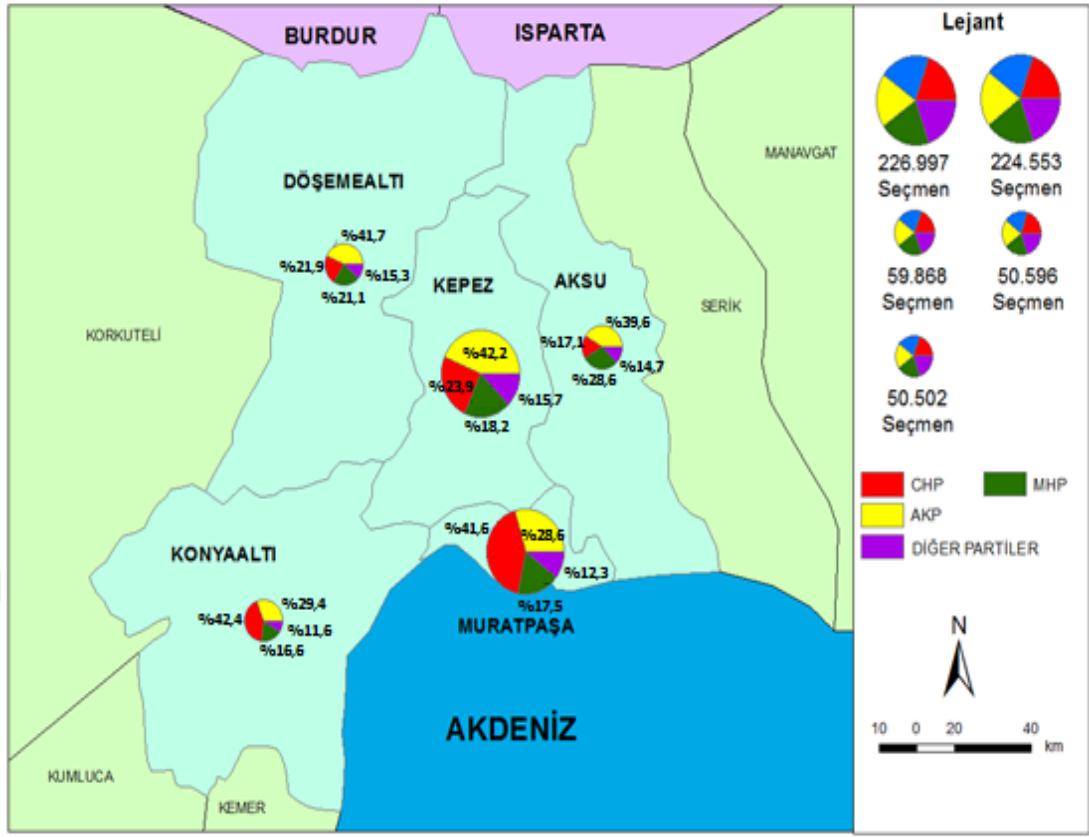 BURDUR
ISPARTA
MANAVGAT
DÖŞEMEALTI
%41,7
%21,9
%15,3
%21,1
KEPEZ
AKSU
%42,2
%23,9
%15,7
%18,2
%39,6
%17,1
%14,7
%28,6
SERİK
KORKUTELİ
KONYAALTI
%29,4
%42,4
%11,6
%16,6
%41,6
%28,6
%12,3
%17,5
MURATPAŞA
AKDENİZ
KUMLUCA
KEMER
Lejant
226.997
Seçmen
224.553
Seçmen
59.868
Seçmen
50.596
Seçmen
50.502
Seçmen
CHP
MHP
AKP
DİĞER PARTİLER
N
10 0 20 40
km